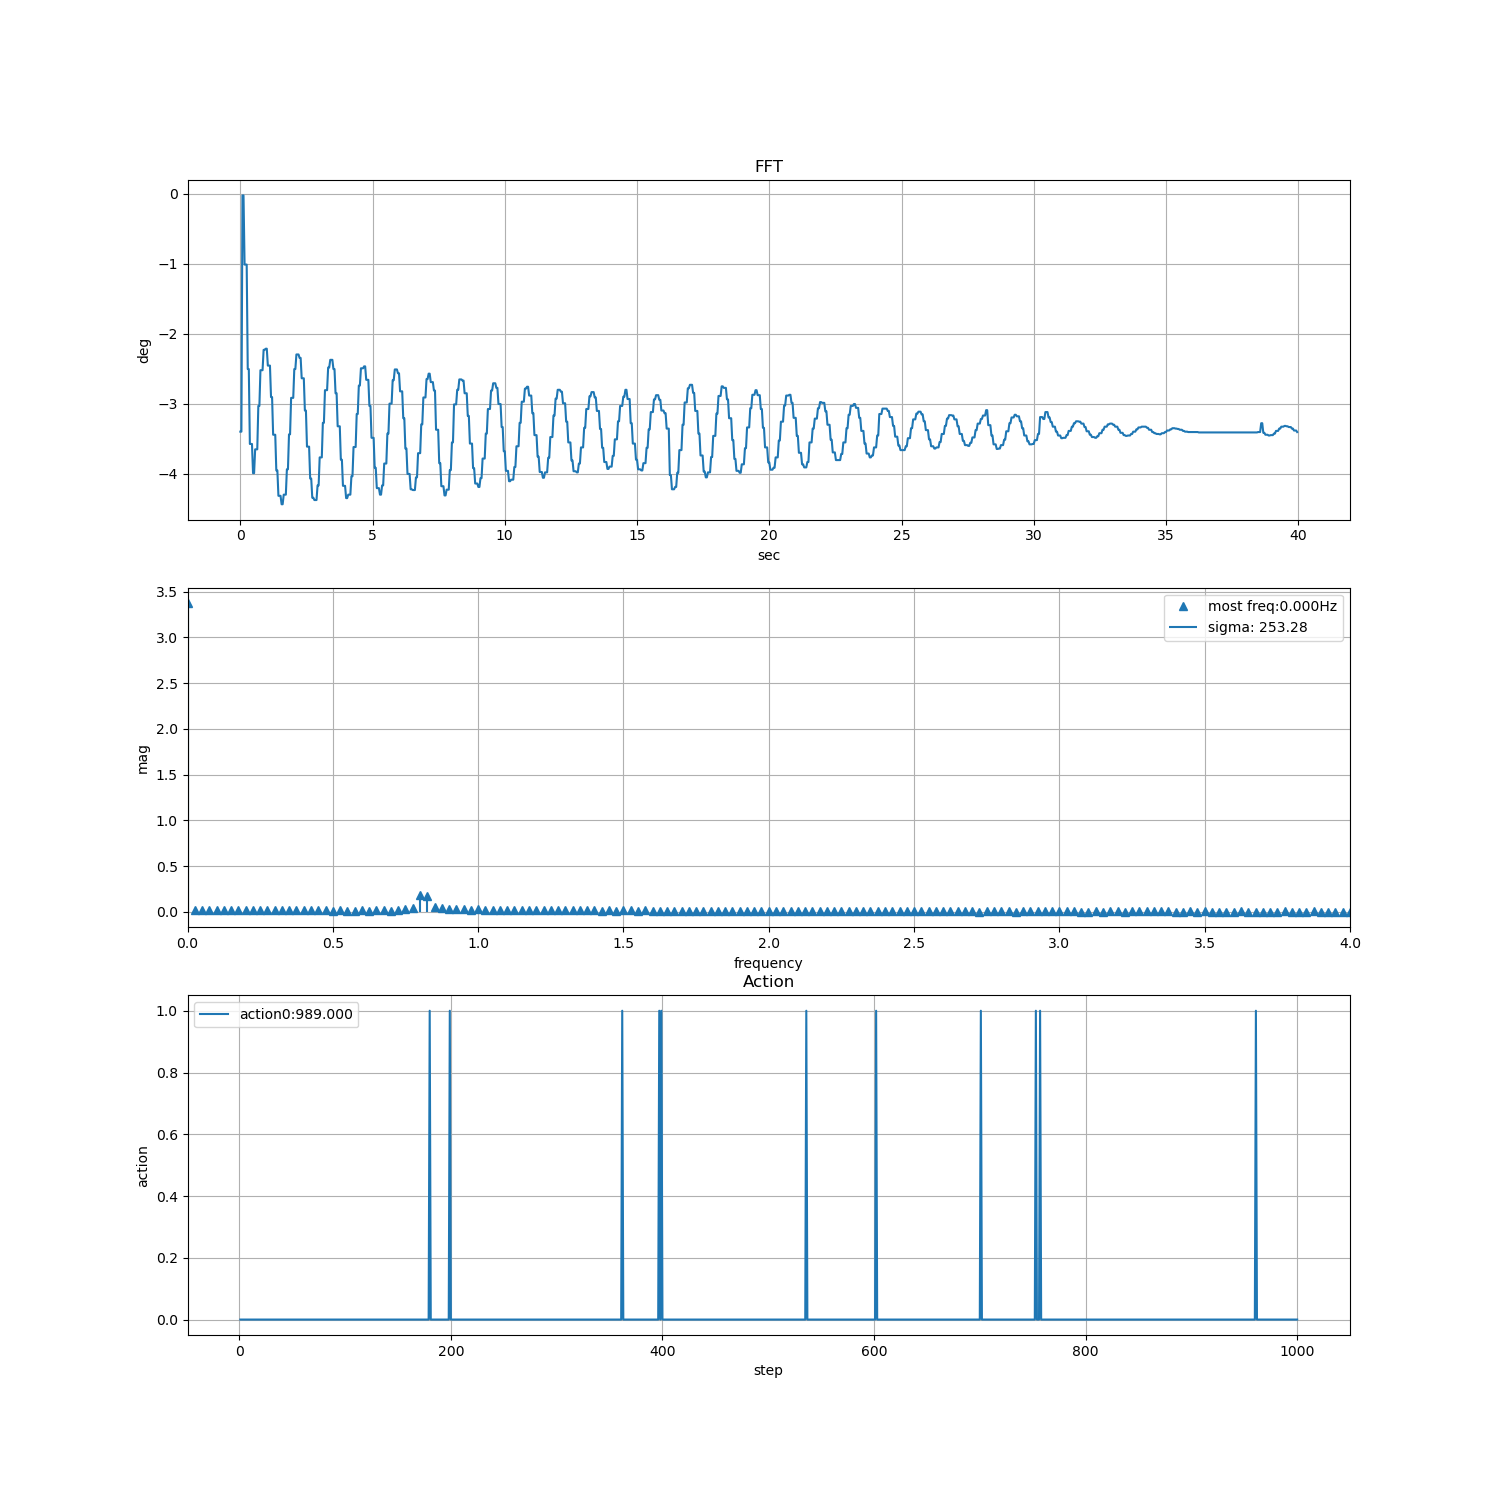 FFT
0
−1
−2
−3
−4
deg
0 5 10 15 20 25 30 35 40
sec
3.5
3.0
2.5
2.0
1.5
1.0
0.5
0.0
mag
most freq:0.000Hz
sigma: 253.28
0.0 0.5 1.0 1.5 2.0 2.5 3.0 3.5 4.0
frequency
Action
1.0
0.8
0.6
0.4
0.2
0.0
action
action0:989.000
0 200 400 600 800 1000
step